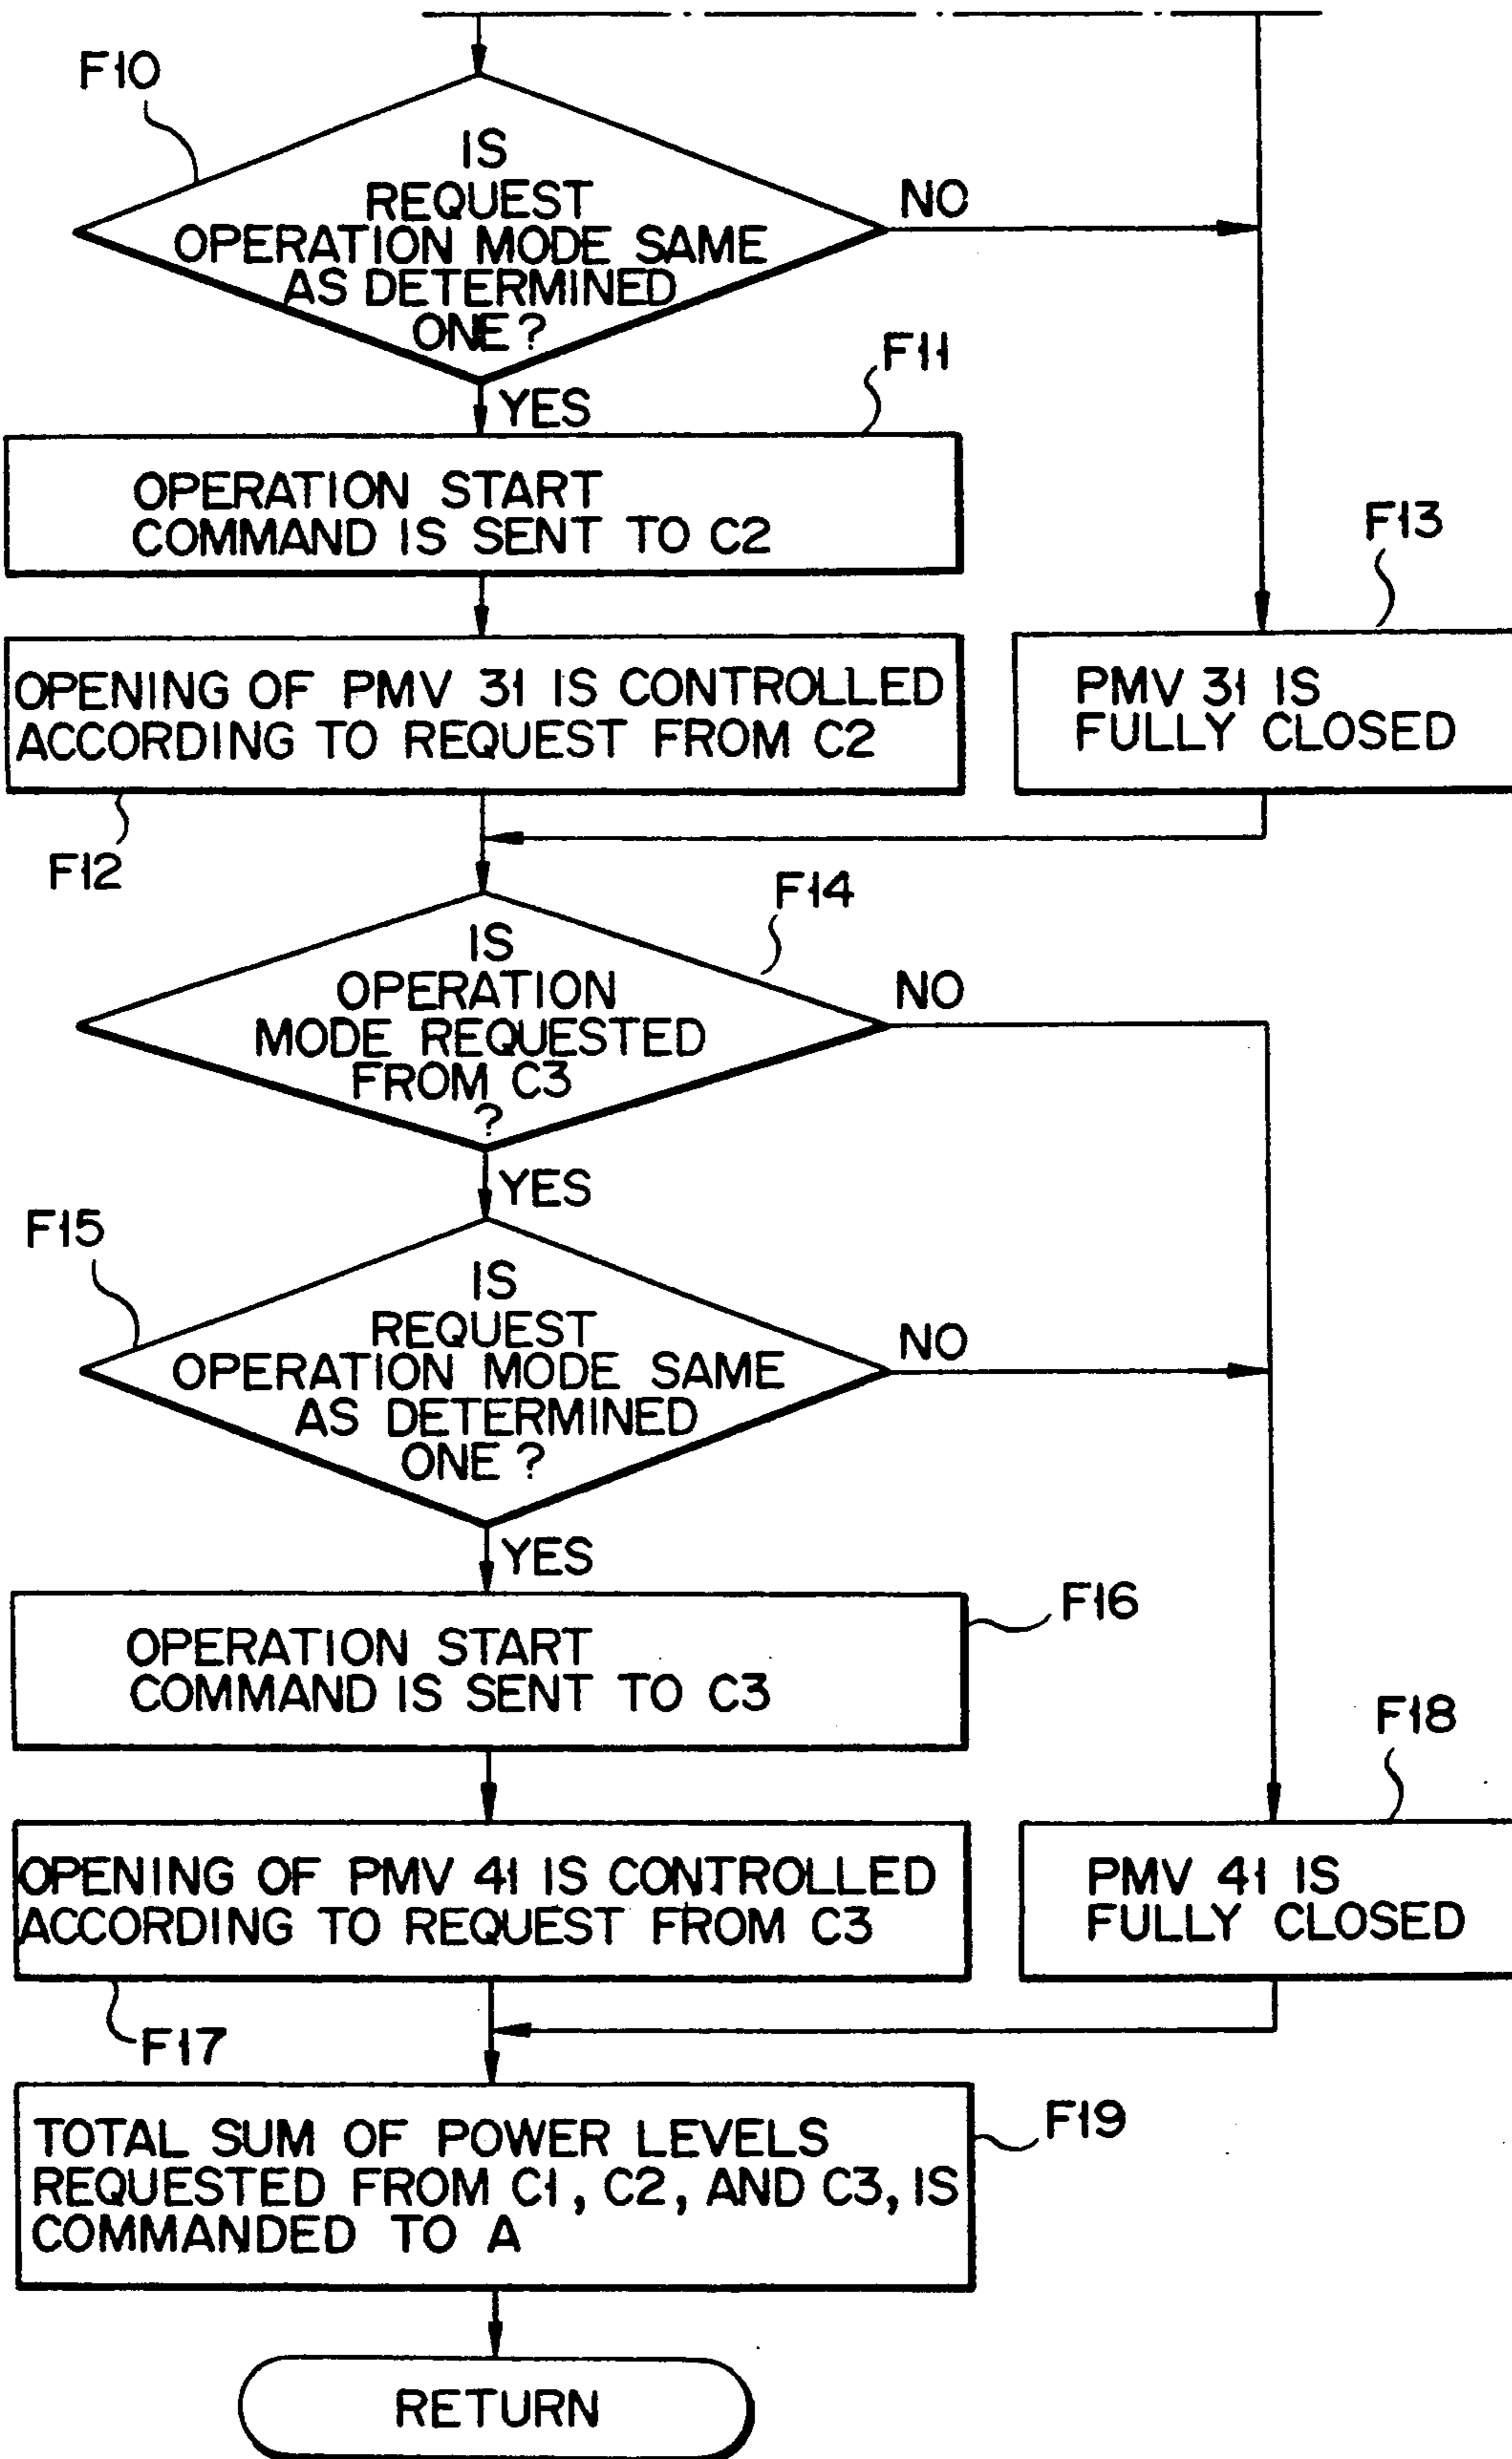 F10
IS
REQUEST
OPERATION MODE SAME
AS DETERMINED
ONE?
NO
YES
F11
OPERATION START
COMMAND IS SENT TO C2
F13
OPENING OF PMV 31 IS CONTROLLED
ACCORDING TO REQUEST FROM C2
PMV 31 IS
FULLY CLOSED
F12
F14
IS
OPERATION
MODE REQUESTED
FROM C3
?
NO
YES
F15
IS
REQUEST
OPERATION MODE SAME
AS DETERMINED
ONE?
NO
YES
F16
OPERATION START
COMMAND IS SENT TO C3
F18
OPENING OF PMV 41 IS CONTROLLED
ACCORDING TO REQUEST FROM C3
PMV 41 IS
FULLY CLOSED
F17
F19
TOTAL SUM OF POWER LEVELS
REQUESTED FROM C1, C2, AND C3, IS
COMMANDED TO A
RETURN